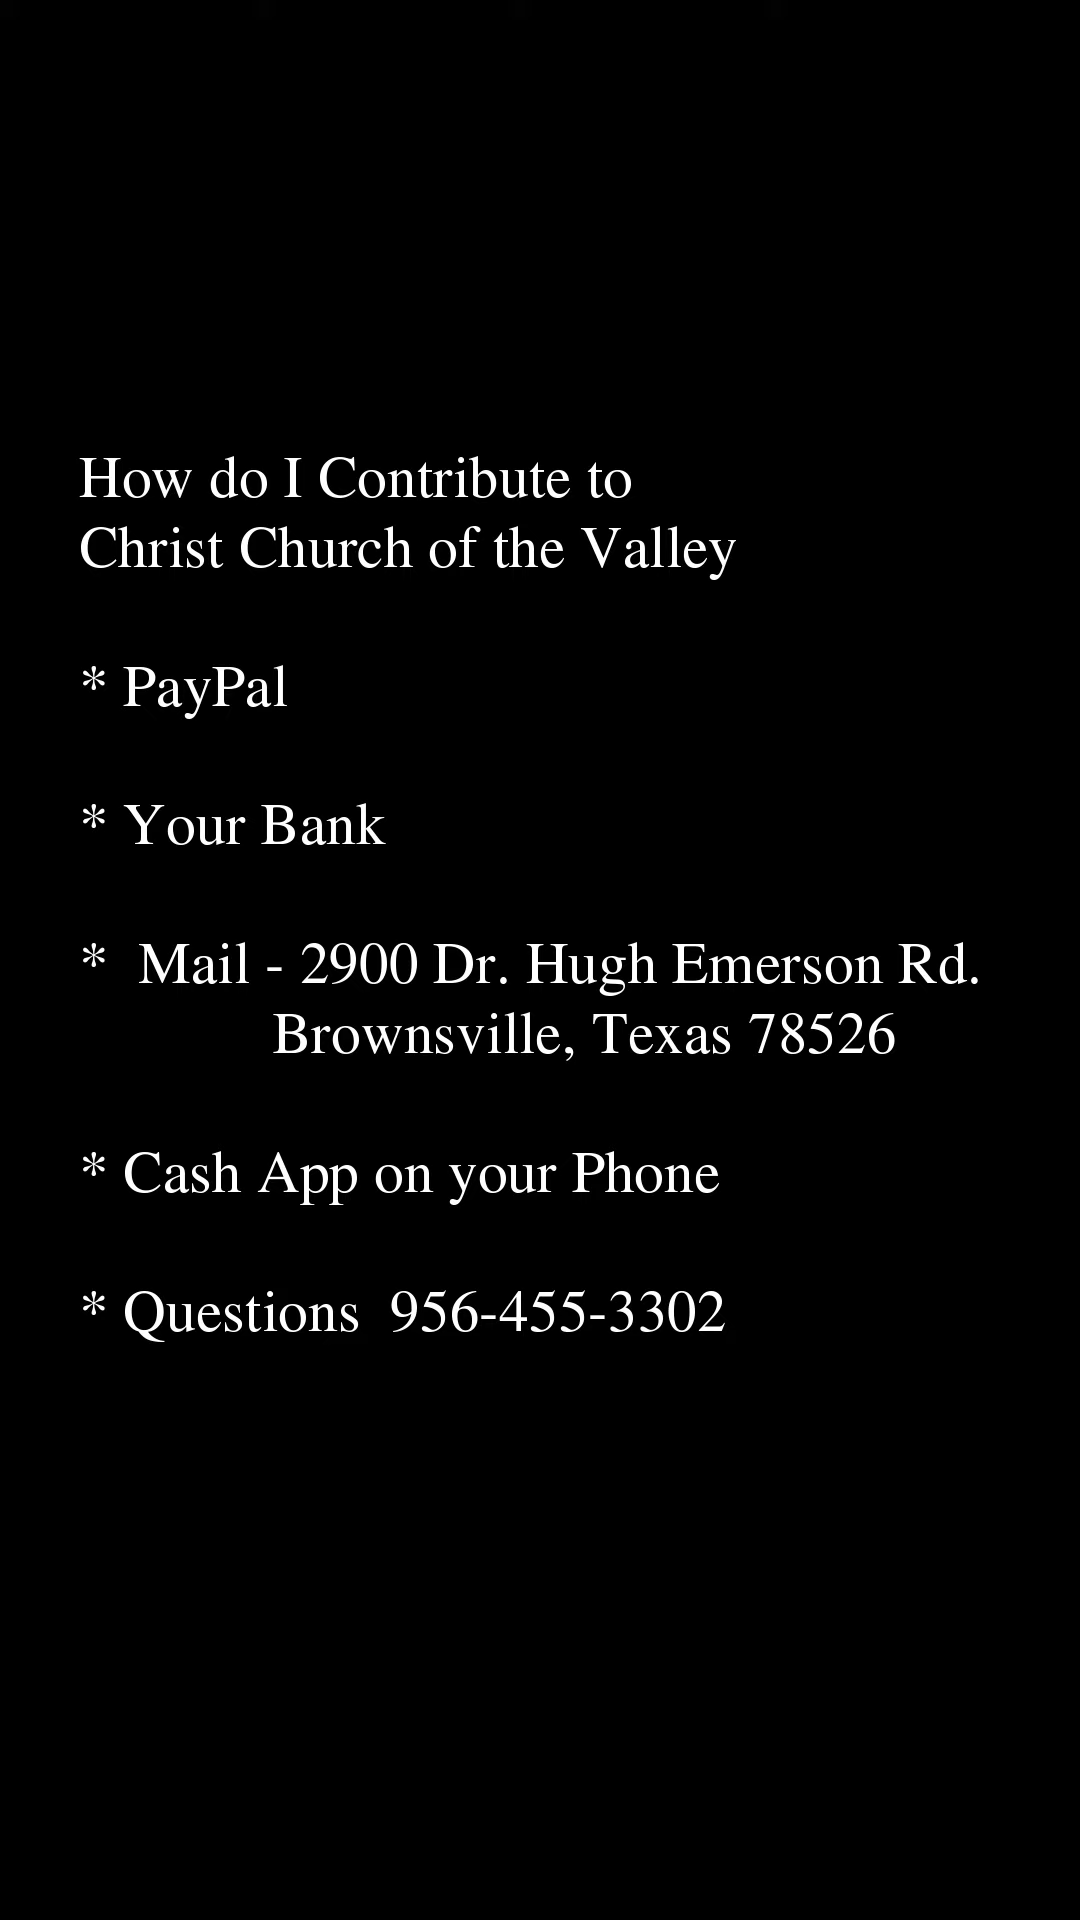 How do I Contribute to
Christ Church of the Valley
* PayPal
* Your Bank
*  Mail - 2900 Dr. Hugh Emerson Rd.
Brownsville, Texas 78526
* Cash App on your Phone
* Questions  956-455-3302